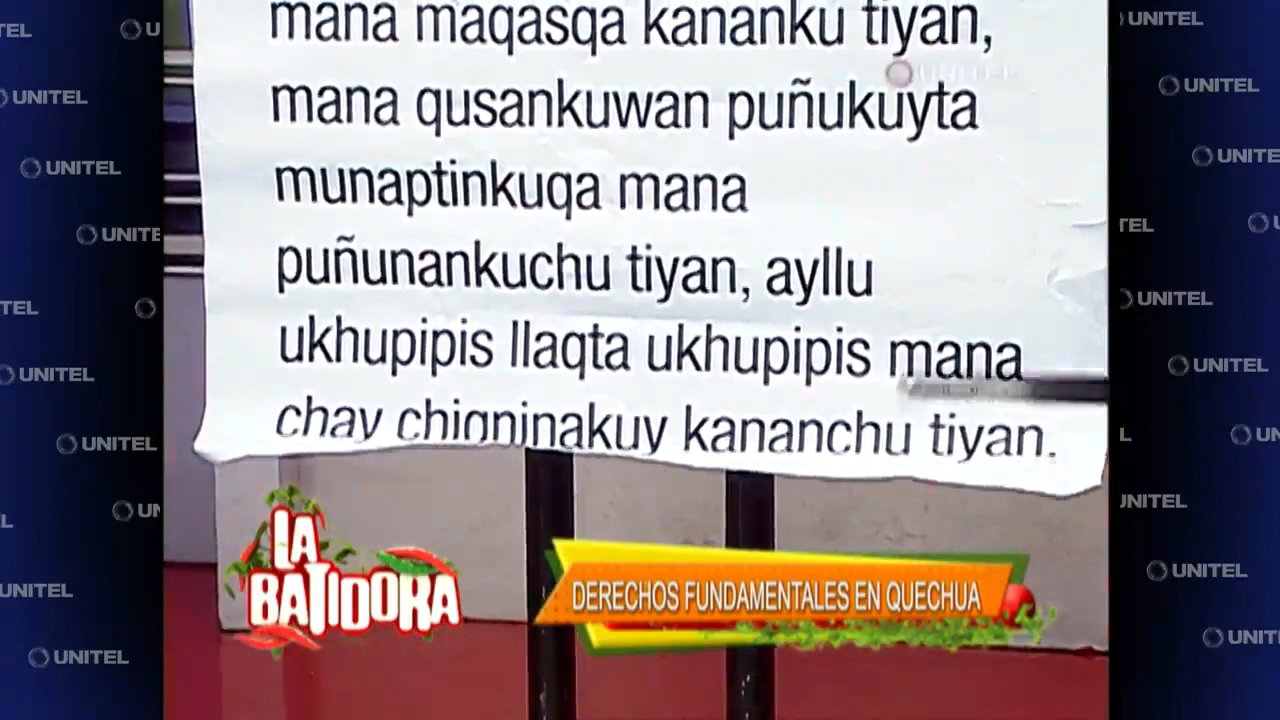 mana maqasqa kananku tiyan,
mana qusankuwan puñukuyta
munaptinkuqa mana
puñunankuchu tiyan, ayllu
ukhupipis llaqta ukhupipis mana
chay chiqninakuy kananchu tiyan.
UNITEL
LA
BATIDORA
DERECHOS FUNDAMENTALES EN QUECHUA